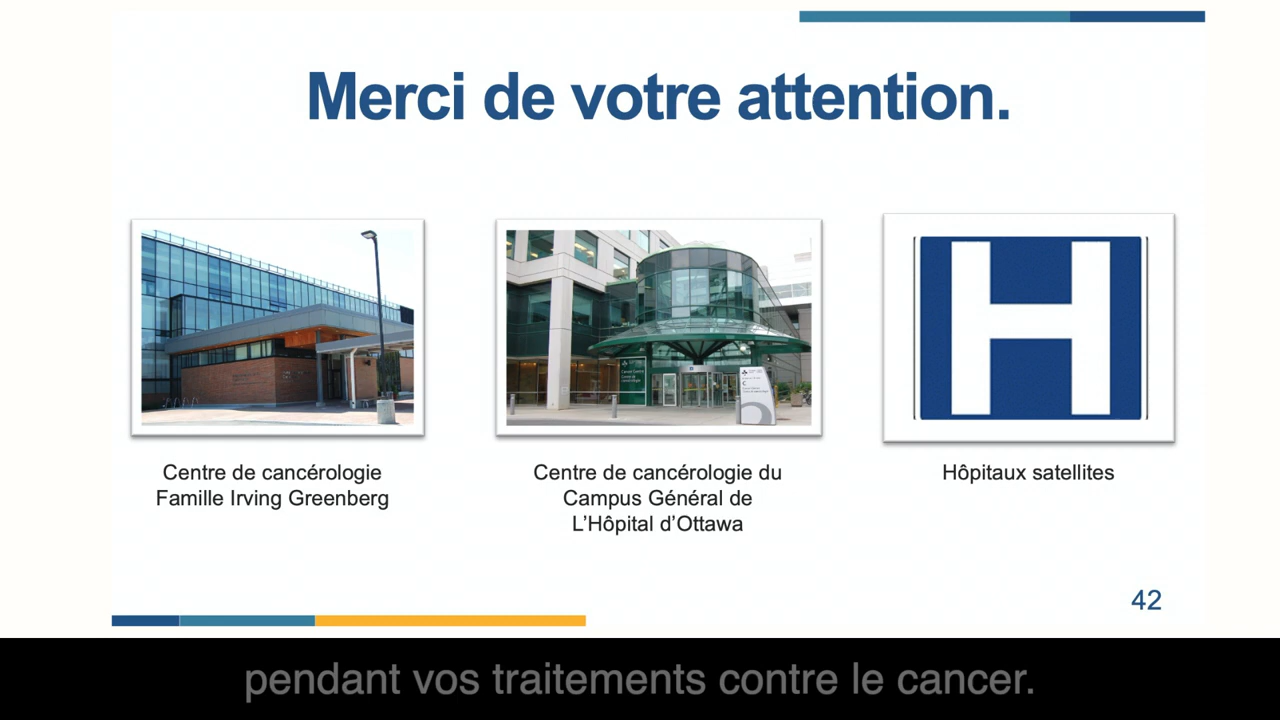 Merci de votre attention.
H
Centre de cancérologie
Famille Irving Greenberg
Centre de cancérologie du
Campus Général de
L’Hôpital d’Ottawa
Hôpitaux satellites
42
pendant vos traitements contre le cancer.